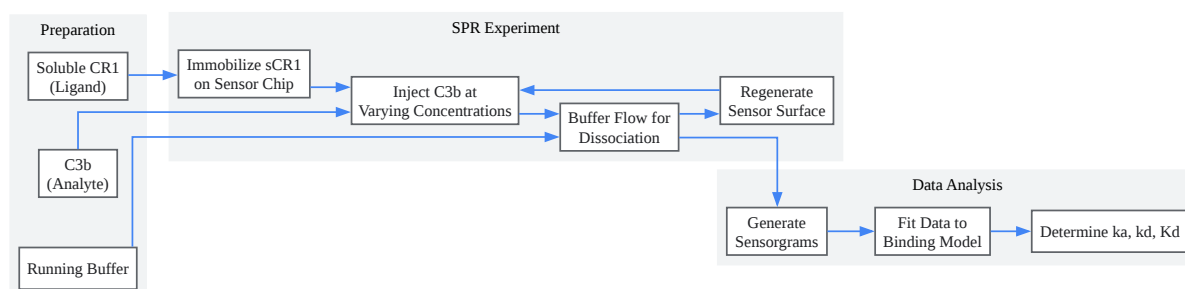 Preparation
Soluble CR1
(Ligand)
C3b
(Analyte)
Running Buffer
SPR Experiment
Immobilize sCR1
on Sensor Chip
Inject C3b at
Varying Concentrations
Buffer Flow for
Dissociation
Regenerate
Sensor Surface
Data Analysis
Generate
Sensorgrams
Fit Data to
Binding Model
Determine ka, kd, Kd